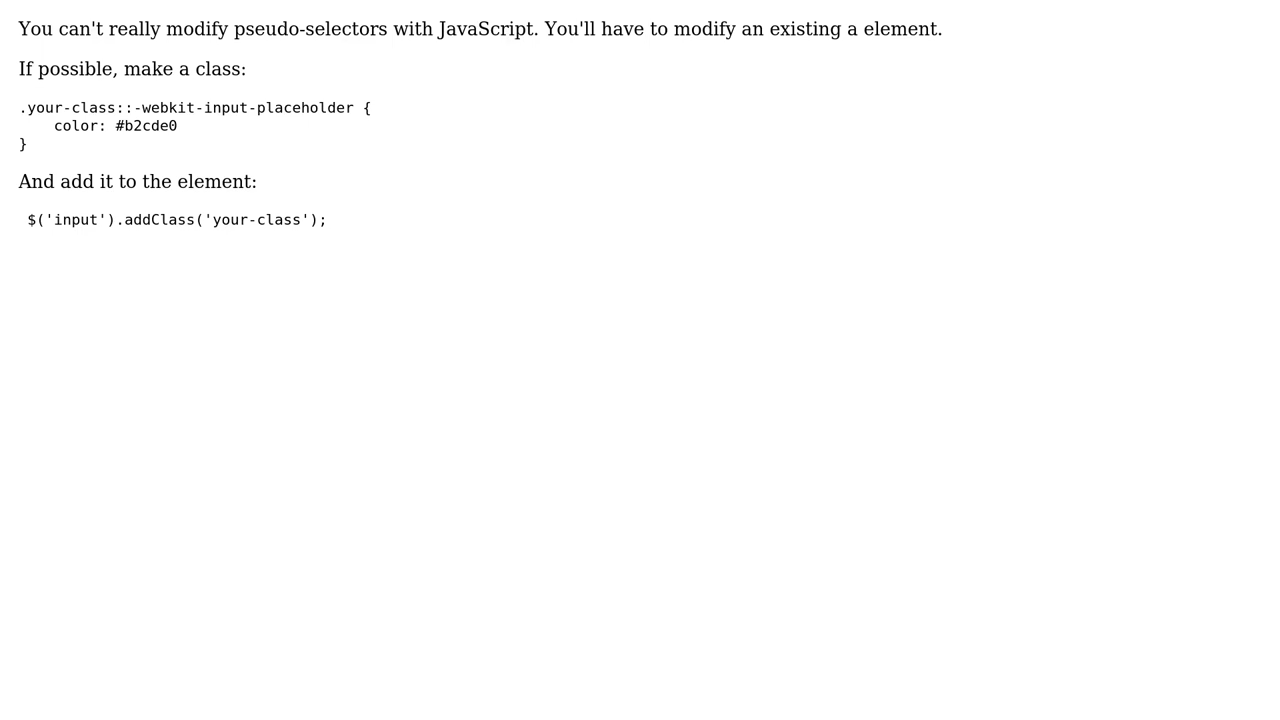 You can't really modify pseudo-selectors with JavaScript. You'll have to modify an existing a element.
If possible, make a class:
.your-class::-webkit-input-placeholder {
    color: #b2cde0
}
And add it to the element:
 $('input').addClass('your-class');